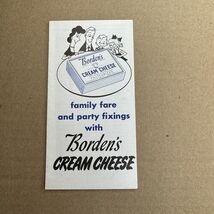 Borden's
CREAM CHEESE
family fare
and party fixings
with
Borden's
CREAM CHEESE